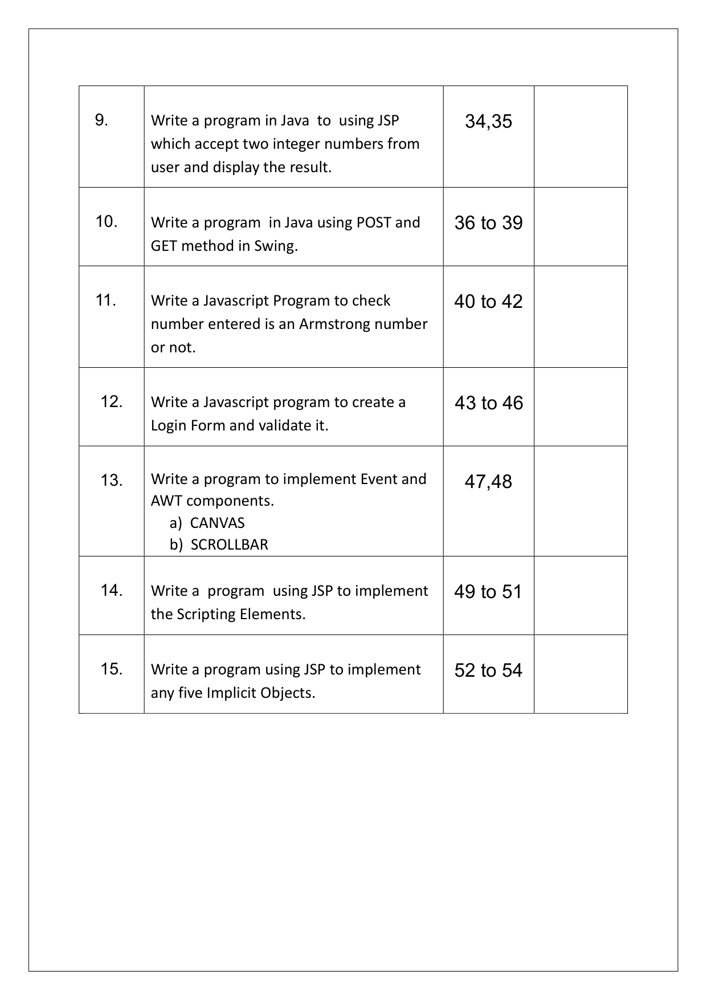 9. Write a program in Java  to  using JSP 34,35
which accept two integer numbers from
user and display the result.
10. Write a program  in Java using POST and 36 to 39
GET method in Swing.
11. Write a Javascript Program to check 40 to 42
number entered is an Armstrong number
or not.
12. Write a Javascript program to create a 43 to 46
Login Form and validate it.
13. Write a program to implement Event and 47,48
AWT components.
a) CANVAS
b) SCROLLBAR
14. Write a  program  using JSP to implement 49 to 51
the Scripting Elements.
15. Write a program using JSP to implement 52 to 54
any five Implicit Objects.